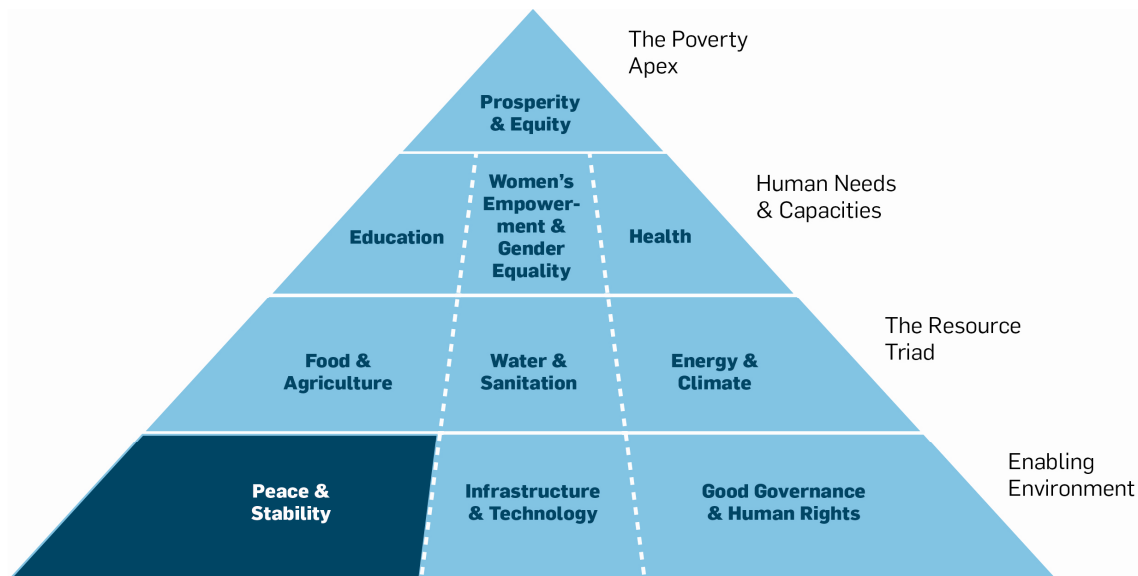 The Poverty
Apex
Prosperity
& Equity
Human Needs
& Capacities
Education
Women’s
Empower-
ment &
Gender
Equality
Health
The Resource
Triad
Food &
Agriculture
Water &
Sanitation
Energy &
Climate
Enabling
Environment
Peace &
Stability
Infrastructure
& Technology
Good Governance
& Human Rights